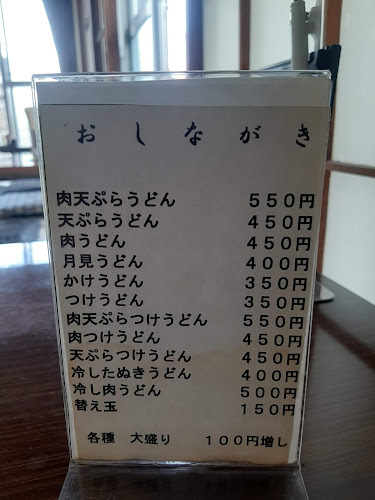 おしながき
肉天ぷらうどん ５５０円
天ぷらうどん ４５０円
肉うどん ４５０円
月見うどん ４００円
かけうどん ３５０円
つけうどん ３５０円
肉天ぷらつけうどん ５５０円
肉つけうどん ４５０円
天ぷらつけうどん ４５０円
冷したぬきうどん ４００円
冷し肉うどん ５００円
替え玉 １５０円
各種 大盛り １００円増し